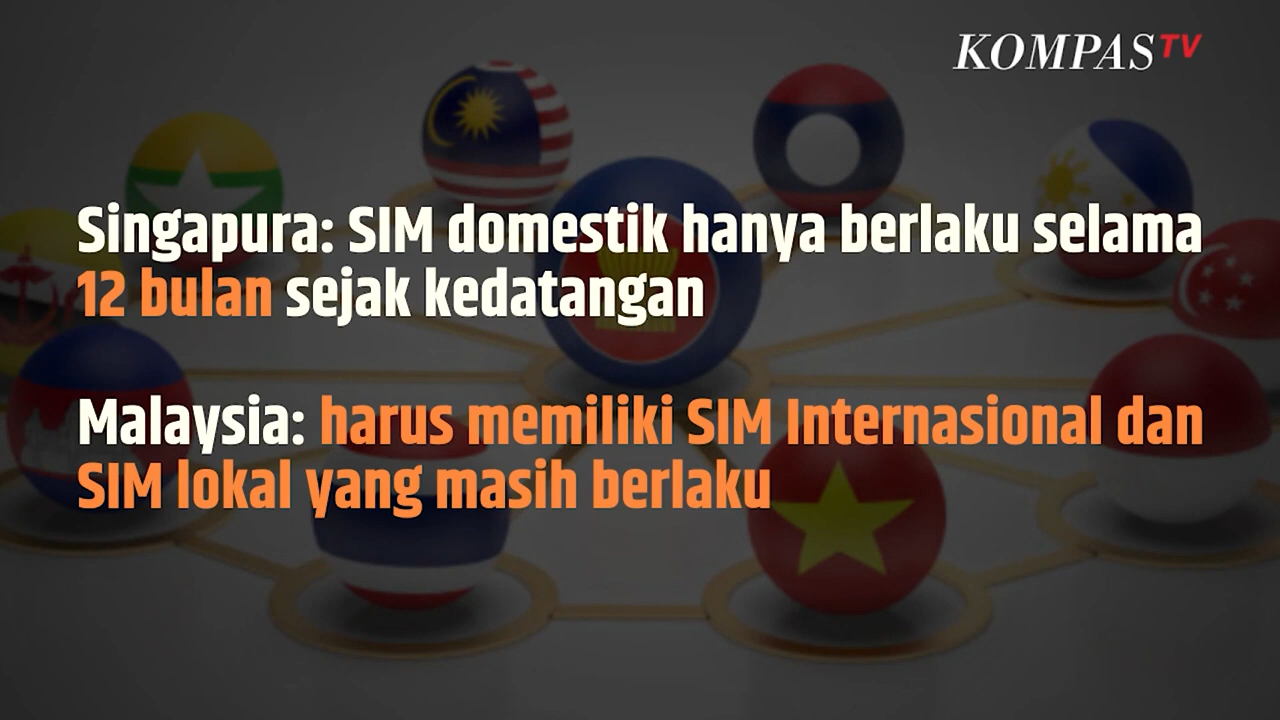 KOMPAS TV
Singapura: SIM domestik hanya berlaku selama
12 bulan sejak kedatangan
Malaysia: harus memiliki SIM Internasional dan
SIM lokal yang masih berlaku